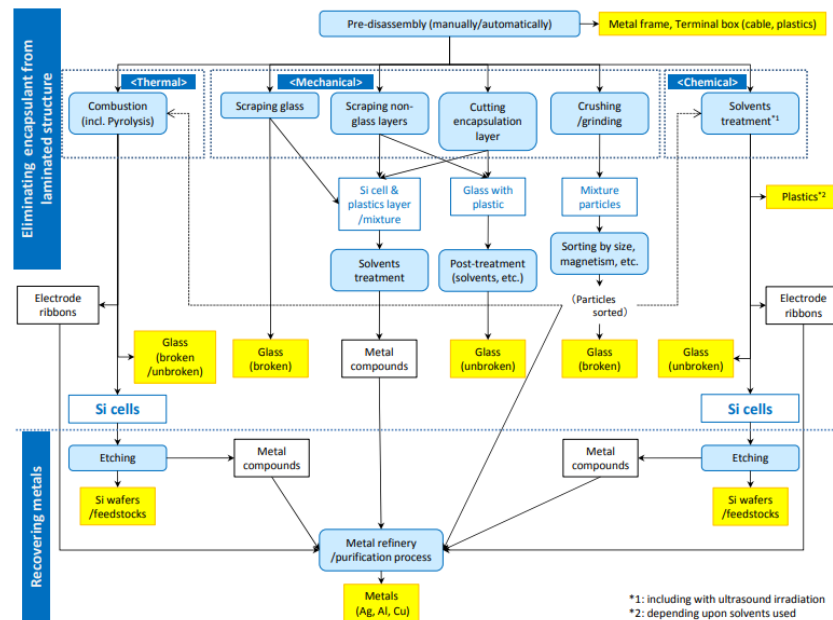 Pre-disassembly (manually/automatically)
Metal frame, Terminal box (cable, plastics)
Eliminating encapsulant from
laminated structure
<Thermal>
<Mechanical>
<Chemical>
Combustion
(incl. Pyrolysis)
Scraping glass
Scraping non-
glass layers
Cutting
encapsulation
layer
Crushing
/grinding
Solvents
treatment*1
Si cell &
plastics layer
/mixture
Glass with
plastic
Mixture
particles
Plastics*2
Solvents
treatment
Post-treatment
(solvents, etc.)
Sorting by size,
magnetism, etc.
Electrode
ribbons
(Particles
sorted)
Electrode
ribbons
Glass
(broken
/unbroken)
Glass
(broken)
Metal
compounds
Glass
(unbroken)
Glass
(broken)
Glass
(unbroken)
Si cells
Si cells
Recovering metals
Etching
Metal
compounds
Metal
compounds
Etching
Si wafers
/feedstocks
Si wafers
/feedstocks
Metal refinery
/purification process
Metals
(Ag, Al, Cu)
*1: including with ultrasound irradiation
*2: depending upon solvents used